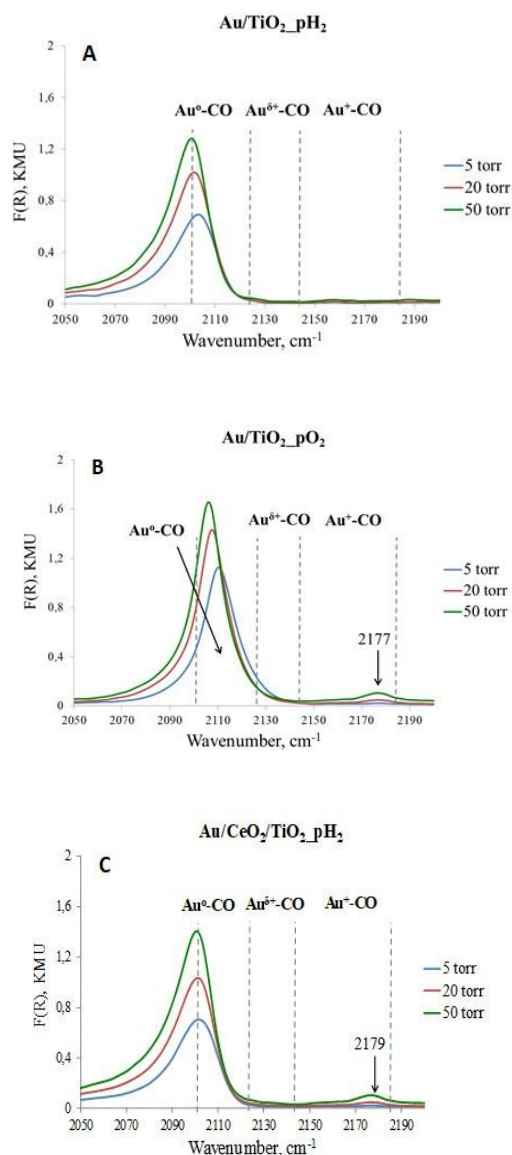 Au/TiO₂_pH₂
A
2
1,6
1,2
0,8
0,4
0
F(R), KMU
Auº-CO Auᵟ⁺-CO Au⁺-CO
5 torr
20 torr
50 torr
2050 2070 2090 2110 2130 2150 2170 2190
Wavenumber, cm⁻¹
Au/TiO₂_pO₂
B
2
1,6
1,2
0,8
0,4
0
F(R), KMU
Auº-CO Auᵟ⁺-CO Au⁺-CO
2177
5 torr
20 torr
50 torr
2050 2070 2090 2110 2130 2150 2170 2190
Wavenumber, cm⁻¹
Au/CeO₂/TiO₂_pH₂
C
2
1,6
1,2
0,8
0,4
0
F(R), KMU
Auº-CO Auᵟ⁺-CO Au⁺-CO
2179
5 torr
20 torr
50 torr
2050 2070 2090 2110 2130 2150 2170 2190
Wavenumber, cm⁻¹